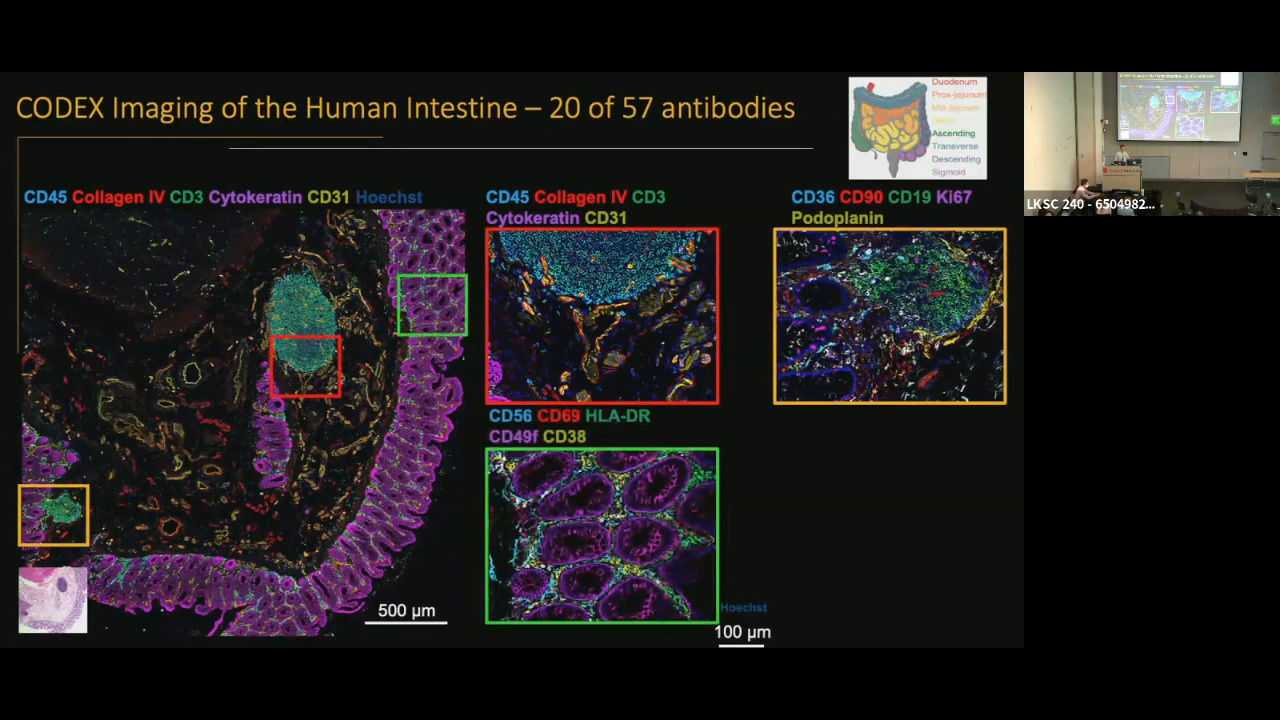 CODEX Imaging of the Human Intestine – 20 of 57 antibodies
Duodenum
Prox-jejunum
Mid-Jejunum
Ileum
Ascending
Transverse
Descending
Sigmoid
CD45 Collagen IV CD3 Cytokeratin CD31 Hoechst
CD45 Collagen IV CD3
Cytokeratin CD31
CD36 CD90 CD19 Ki67
Podoplanin
CD56 CD69 HLA-DR
CD49f CD38
500 μm
Hoechst
100 μm
LKSC 240 - 6504982...